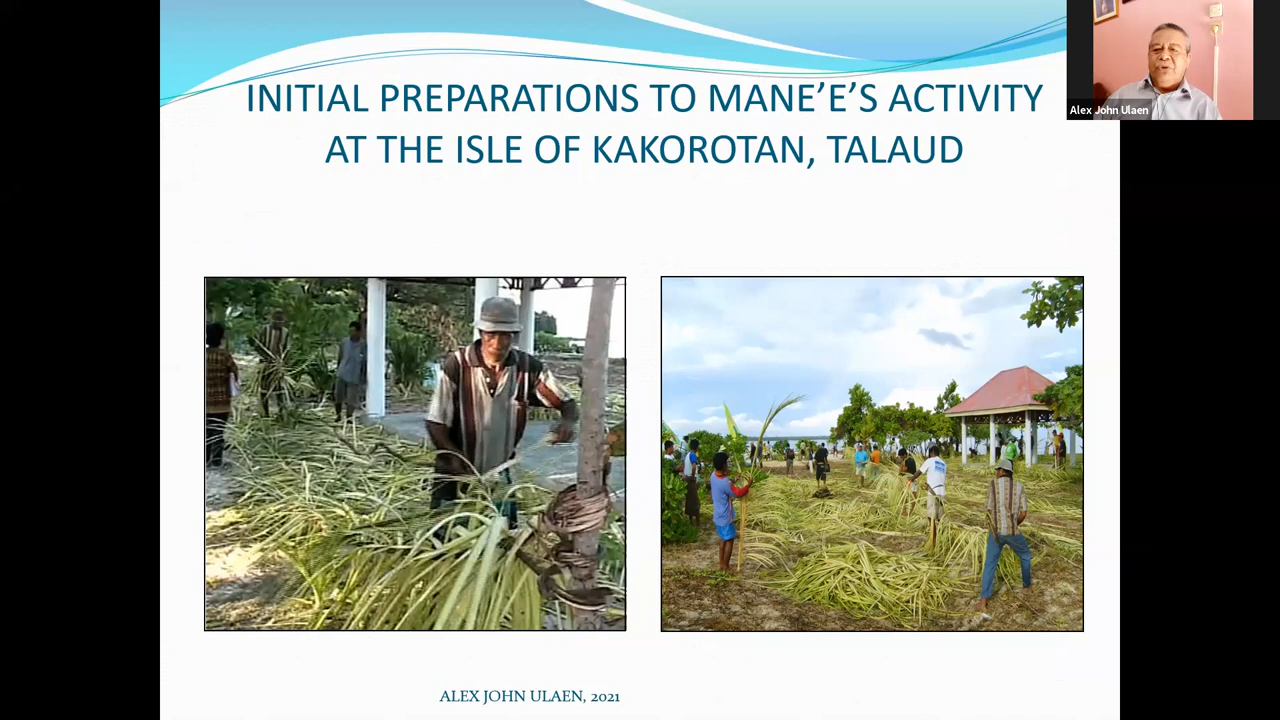 INITIAL PREPARATIONS TO MANE’E’S ACTIVITY
AT THE ISLE OF KAKOROTAN, TALAUD
Alex John Ulaen
ALEX JOHN ULAEN, 2021